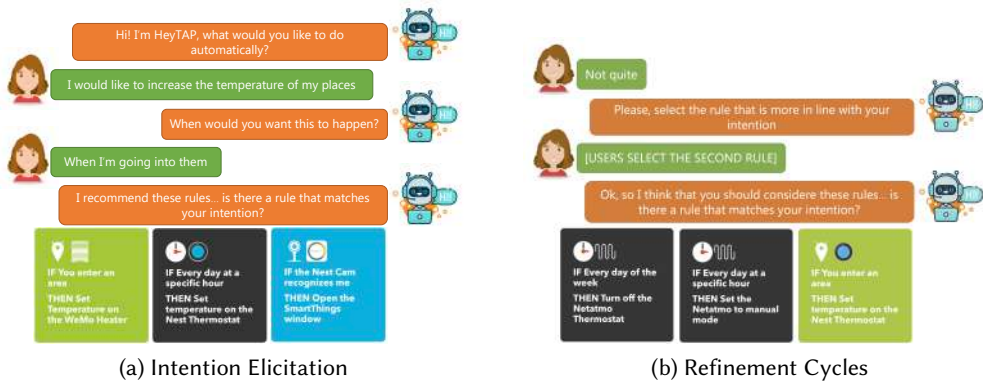 Hi! I'm HeyTAP, what would you like to do
automatically?
I would like to increase the temperature of my places
When would you want this to happen?
When I'm going into them
I recommend these rules... is there a rule that matches
your intention?
IF You enter an
area
THEN Set
Temperature on
the WeMo Heater
IF Every day at a
specific hour
THEN Set
temperature on the
Nest Thermostat
IF the Nest Cam
recognizes me
THEN Open the
SmartThings
window
(a) Intention Elicitation
Not quite
Please, select the rule that is more in line with your
intention
[USERS SELECT THE SECOND RULE]
Ok, so I think that you should considere these rules... is
there a rule that matches your intention?
IF Every day of the
week
THEN Turn off the
Netatmo
Thermostat
IF Every day at a
specific hour
THEN Set the
Netatmo to manual
mode
IF You enter an
area
THEN Set
temperature on the
Nest Thermostat
(b) Refinement Cycles